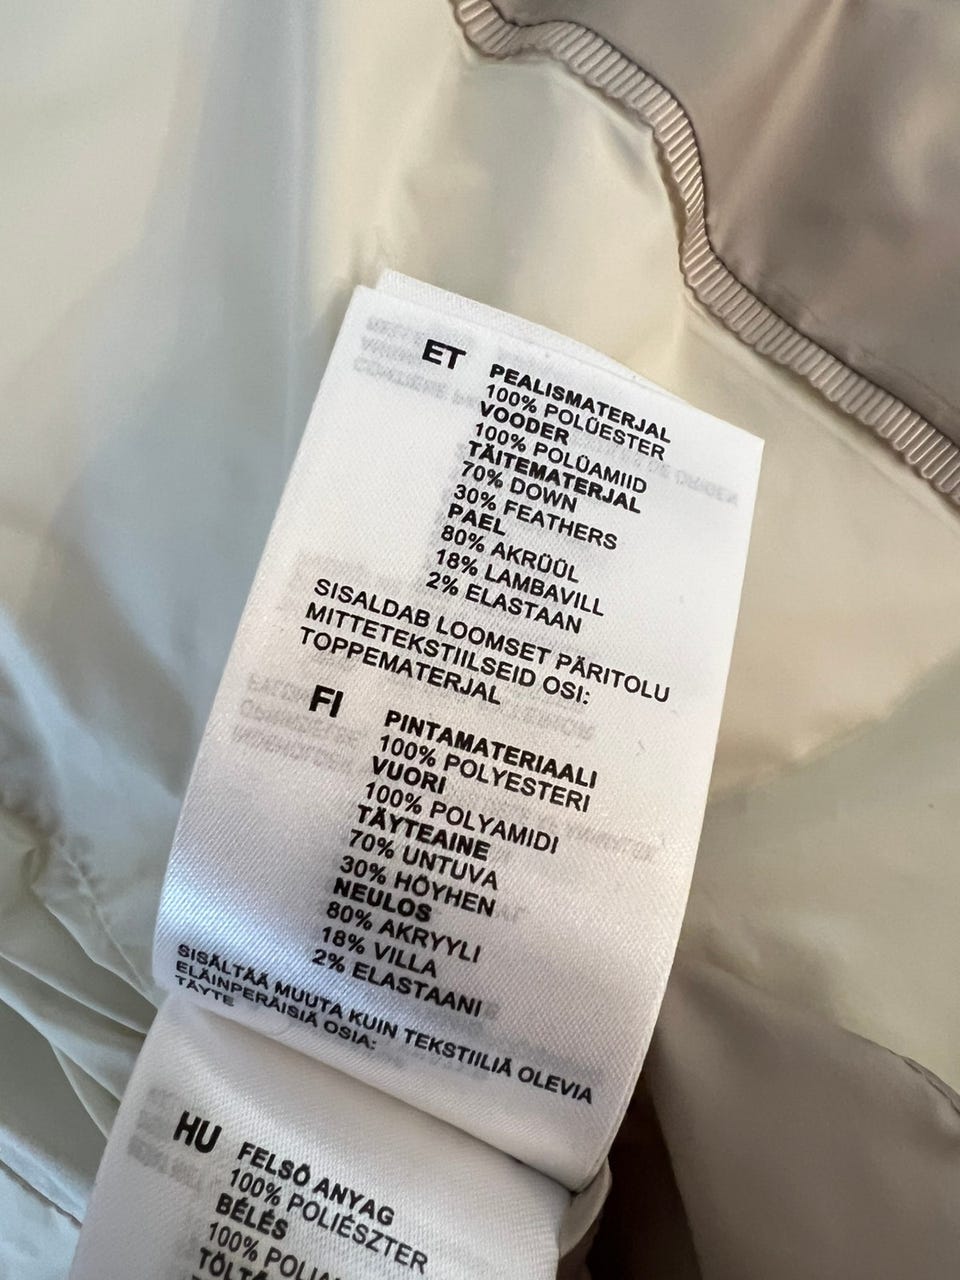 ET
PEALISMATERJAL
100% POLÜESTER
VOODER
100% POLÜAMIID
TÄITEMATERJAL
70% DOWN
30% FEATHERS
PAEL
80% AKRÜÜL
18% LAMBAVILL
2% ELASTAAN
SISALDAB LOOMSET PÄRITOLU
MITTETEKSTIILSEID OSI:
TOPPEMATERJAL
FI
PINTAMATERIAALI
100% POLYESTERI
VUORI
100% POLYAMIDI
TÄYTEAINE
70% UNTUVA
30% HÖYHEN
NEULOS
80% AKRYYLI
18% VILLA
2% ELASTAANI
SISÄLTÄÄ MUUTA KUIN TEKSTIILIÄ OLEVIA
ELÄINPERÄISIÄ OSIA:
TÄYTE
HU
FELSŐ ANYAG
100% POLIÉSZTER
BÉLÉS
100%